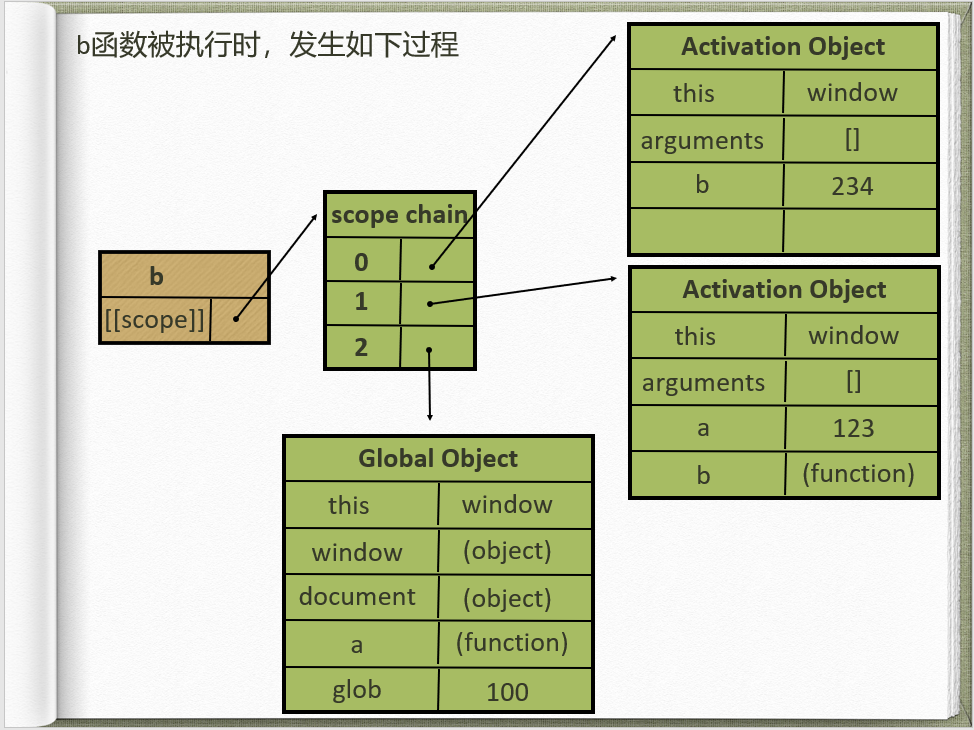 b函数被执行时，发生如下过程
b
[[scope]]
scope chain
0
1
2
Activation Object
this window
arguments []
b 234
Activation Object
this window
arguments []
a 123
b (function)
Global Object
this window
window (object)
document (object)
a (function)
glob 100